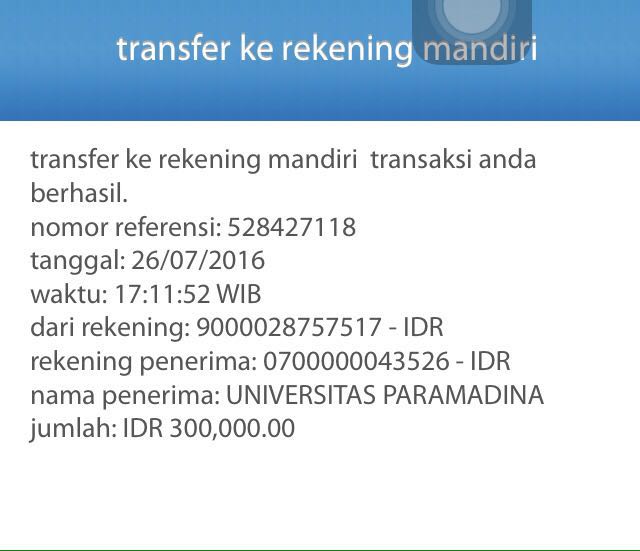 transfer ke rekening mandiri
transfer ke rekening mandiri  transaksi anda
berhasil.
nomor referensi: 528427118
tanggal: 26/07/2016
waktu: 17:11:52 WIB
dari rekening: 9000028757517 - IDR
rekening penerima: 0700000043526 - IDR
nama penerima: UNIVERSITAS PARAMADINA
jumlah: IDR 300,000.00